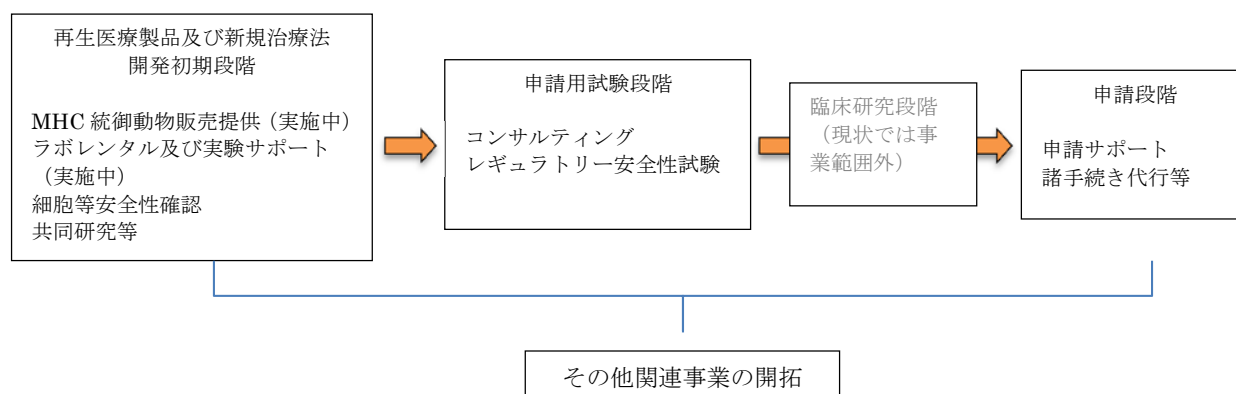 再生医療製品及び新規治療法
開発初期段階
MHC 統御動物販売提供（実施中）
ラボレンタル及び実験サポート
（実施中）
細胞等安全性確認
共同研究等
申請用試験段階
コンサルティング
レギュラトリー安全性試験
臨床研究段階
（現状では事
業範囲外）
申請段階
申請サポート
諸手続き代行等
その他関連事業の開拓